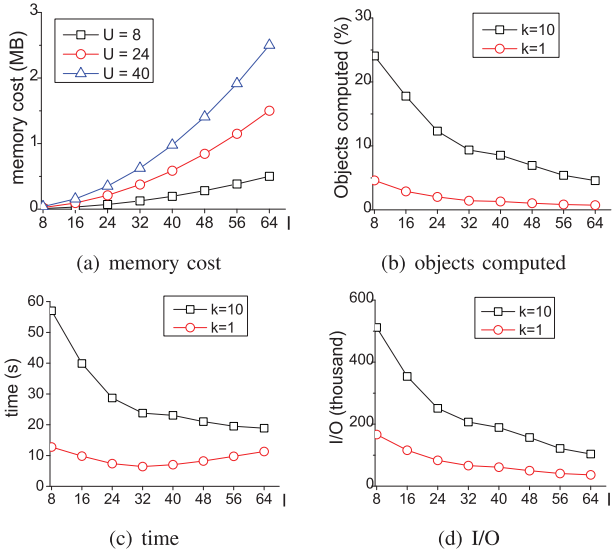 memory cost (MB)
3
2
1
0
U = 8
U = 24
U = 40
8 16 24 32 40 48 56 64 l
(a) memory cost
Objects computed (%)
30
20
10
0
k=10
k=1
8 16 24 32 40 48 56 64 l
(b) objects computed
time (s)
60
50
40
30
20
10
0
k=10
k=1
8 16 24 32 40 48 56 64 l
(c) time
I/O (thousand)
600
400
200
0
k=10
k=1
8 16 24 32 40 48 56 64 l
(d) I/O